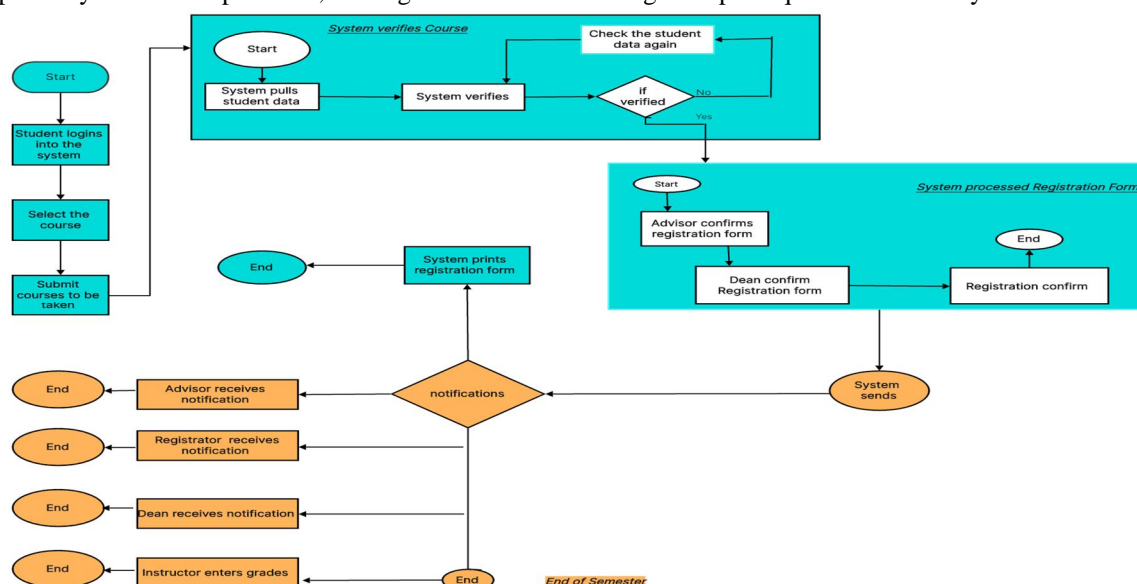 System verifies Course
Start
Check the student
data again
System pulls
student data
System verifies
if
verified
No
Yes
Start
Student logins
into the
system
Select the
course
Submit
courses to be
taken
System processed Registration Form
Start
Advisor confirms
registration form
Dean confirm
Registration form
Registration confirm
End
System prints
registration form
End
System
sends
notifications
Advisor receives
notification
End
Registrator receives
notification
End
Dean receives notification
End
Instructor enters grades
End
End
End of Semester